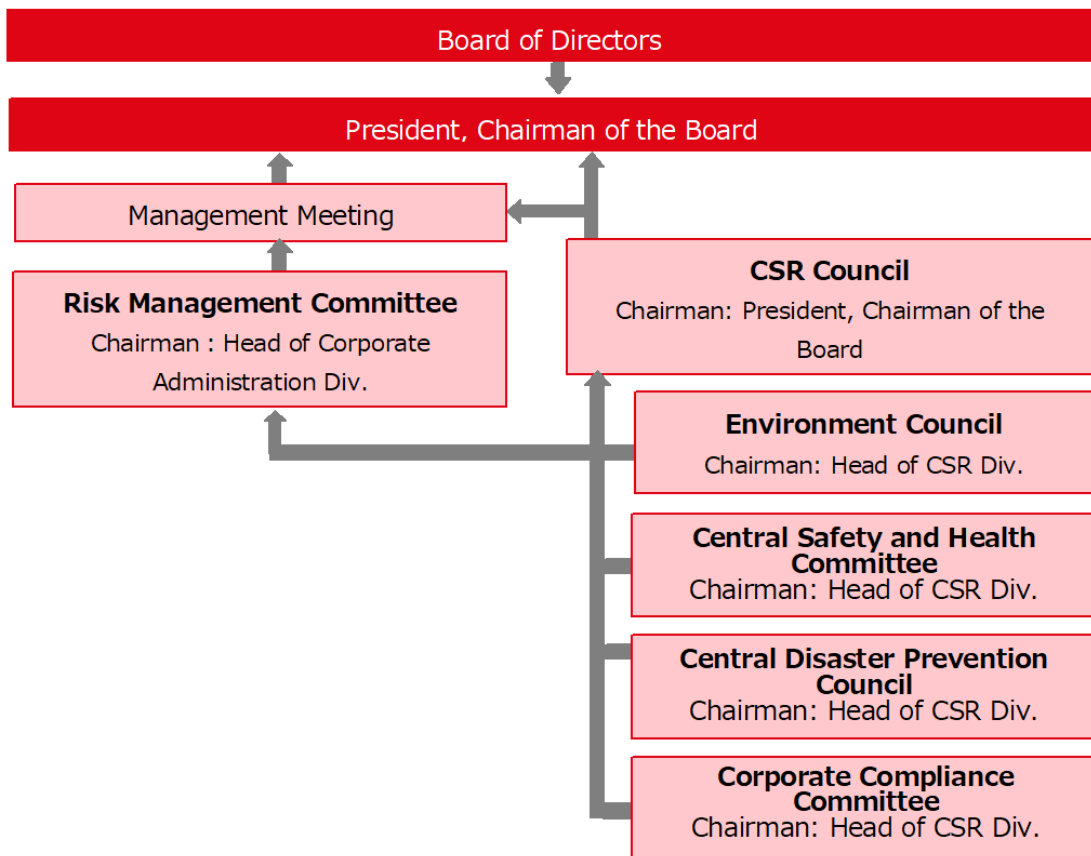 Board of Directors
President, Chairman of the Board
Management Meeting
Risk Management Committee
Chairman : Head of Corporate
Administration Div.
CSR Council
Chairman: President, Chairman of the
Board
Environment Council
Chairman: Head of CSR Div.
Central Safety and Health
Committee
Chairman: Head of CSR Div.
Central Disaster Prevention
Council
Chairman: Head of CSR Div.
Corporate Compliance
Committee
Chairman: Head of CSR Div.